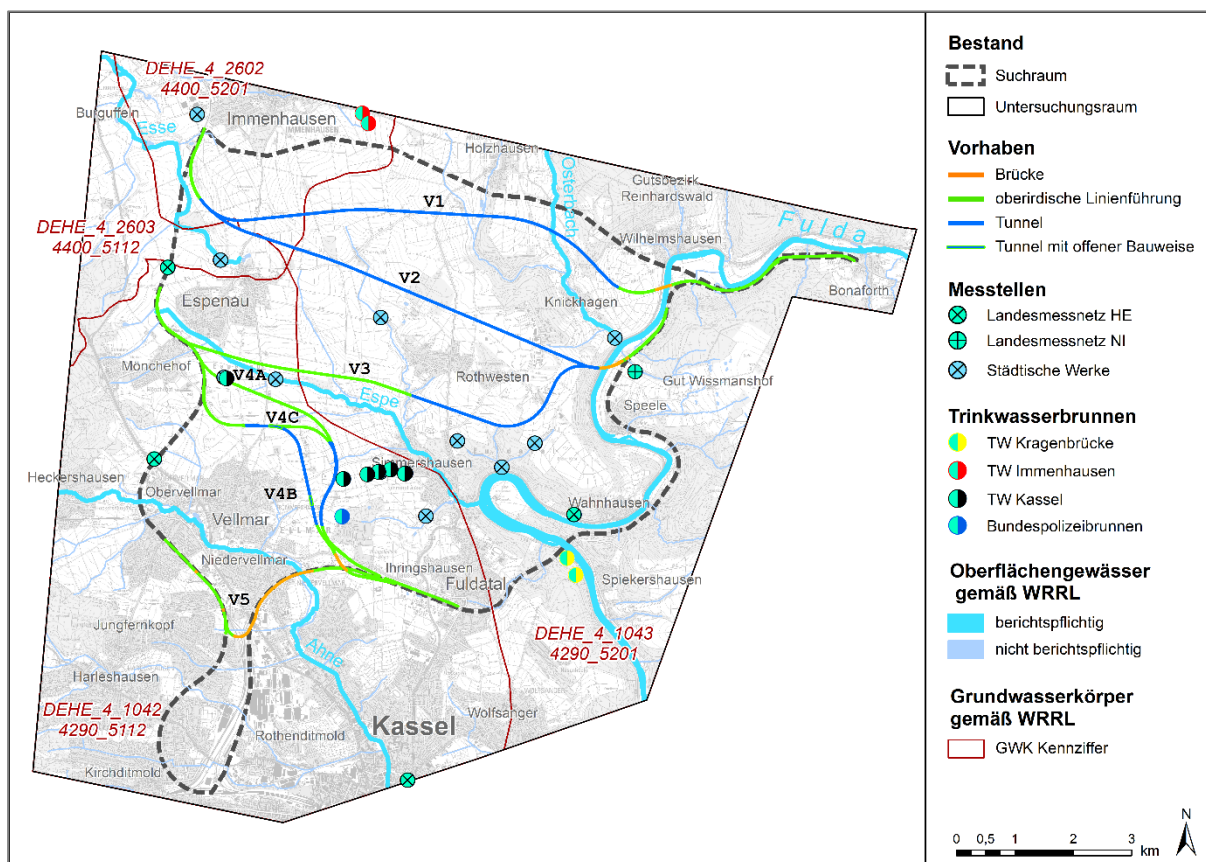 DEHE_4_2602
4400_5201
Burguffeln
Esse
Immenhausen
IMMENHAUSEN
Holzhausen
Osterbach
Gutsbezirk
Reinhardswald
Wilhelmshausen
Fulda
Bonaforth
V1
DEHE_4_2603
4400_5112
V2
Espenau
Knickhagen
Mönchehof
V3
V4A
Rothwesten
Gut Wissmanshof
Espe
Speele
V4C
Simmershausen
Heckershausen
Obervellmar
V4B
Wahnhausen
Vellmar
Niedervellmar
Ihringshausen
Fuldatal
Spiekershausen
V5
Jungfernkopf
Ahne
DEHE_4_1043
4290_5201
Harleshausen
DEHE_4_1042
4290_5112
Kassel
Wolfsanger
Rothenditmold
Kirchditmold
Bestand
Suchraum
Untersuchungsraum
Vorhaben
Brücke
oberirdische Linienführung
Tunnel
Tunnel mit offener Bauweise
Messtellen
Landesmessnetz HE
Landesmessnetz NI
Städtische Werke
Trinkwasserbrunnen
TW Kragenbrücke
TW Immenhausen
TW Kassel
Bundespolizeibrunnen
Oberflächengewässer
gemäß WRRL
berichtspflichtig
nicht berichtspflichtig
Grundwasserkörper
gemäß WRRL
GWK Kennziffer
N
0 0,5 1 2 3
km